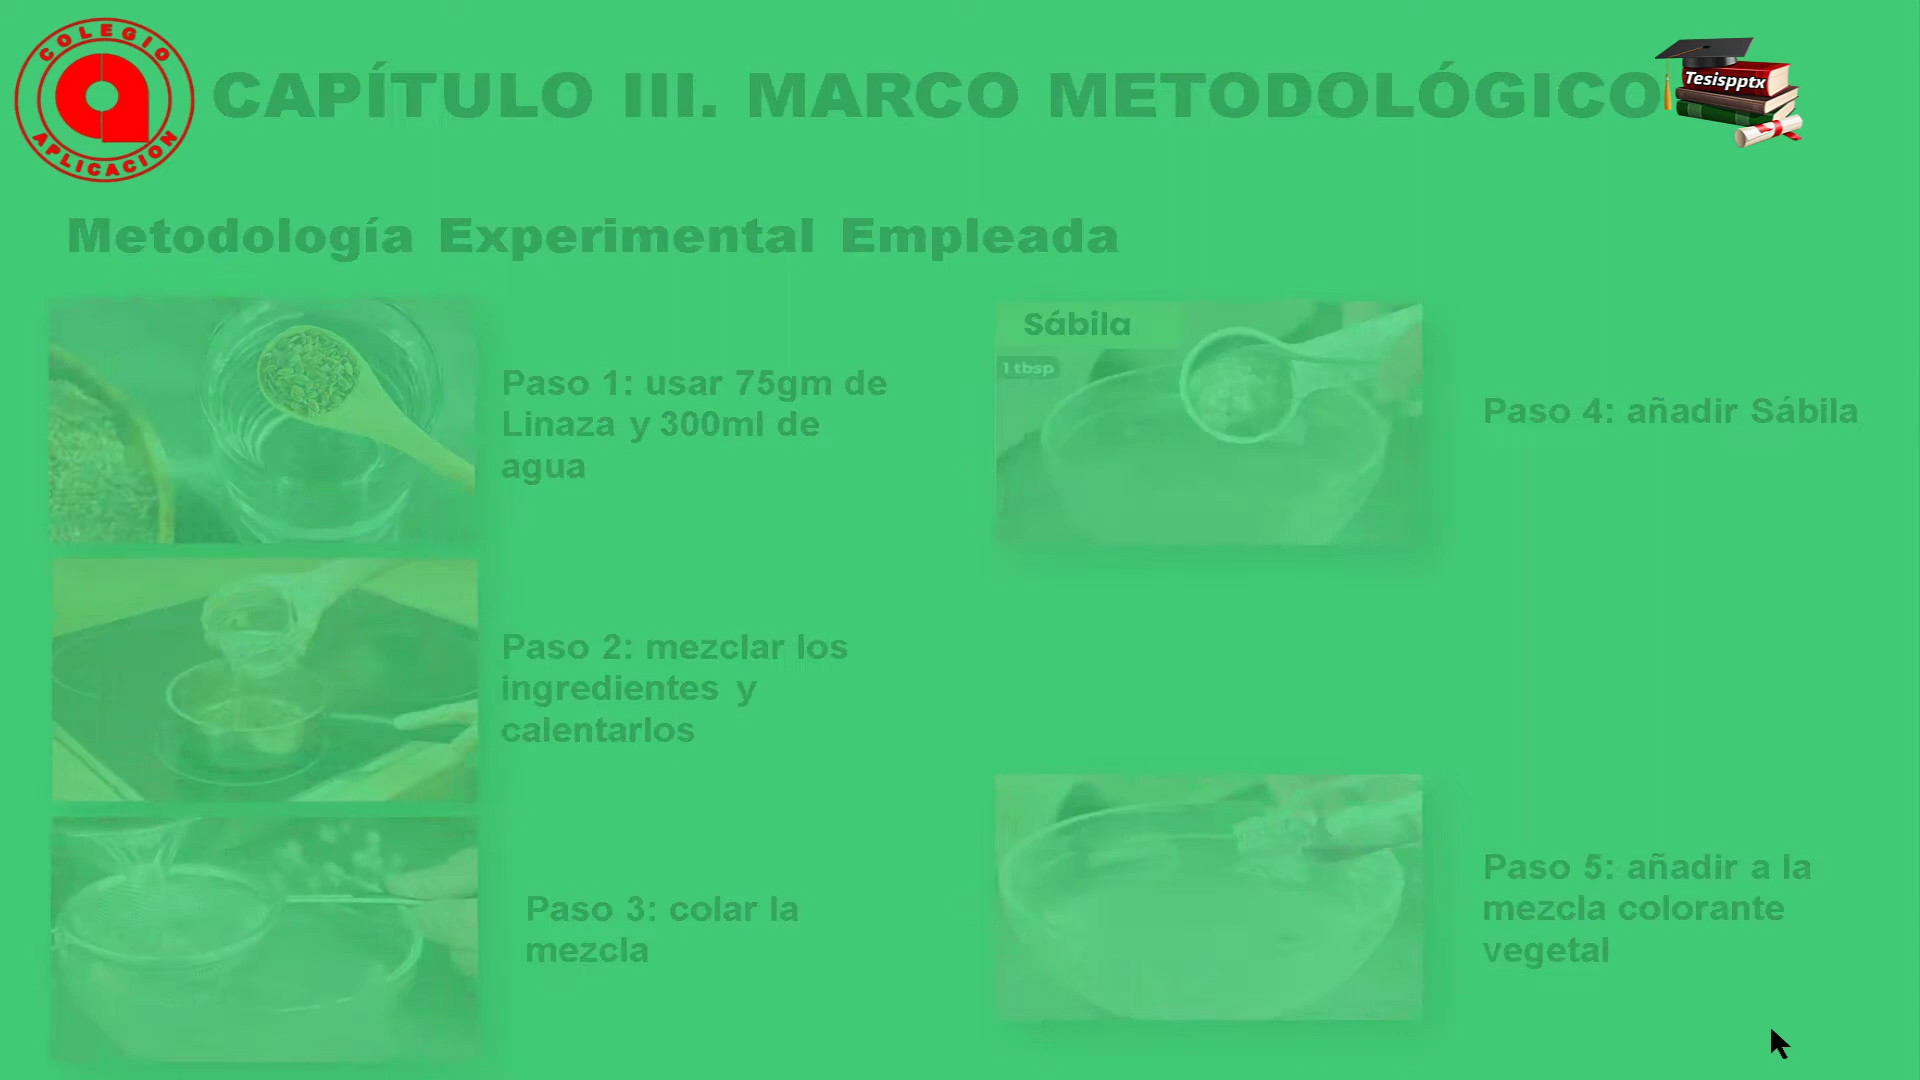 COLEGIO
APLICACION
CAPÍTULO III. MARCO METODOLÓGICO
Tesispptx
Metodología Experimental Empleada
Paso 1: usar 75gm de
Linaza y 300ml de
agua
Paso 2: mezclar los
ingredientes y
calentarlos
Paso 3: colar la
mezcla
Sábila
1 tbsp
Paso 4: añadir Sábila
Paso 5: añadir a la
mezcla colorante
vegetal